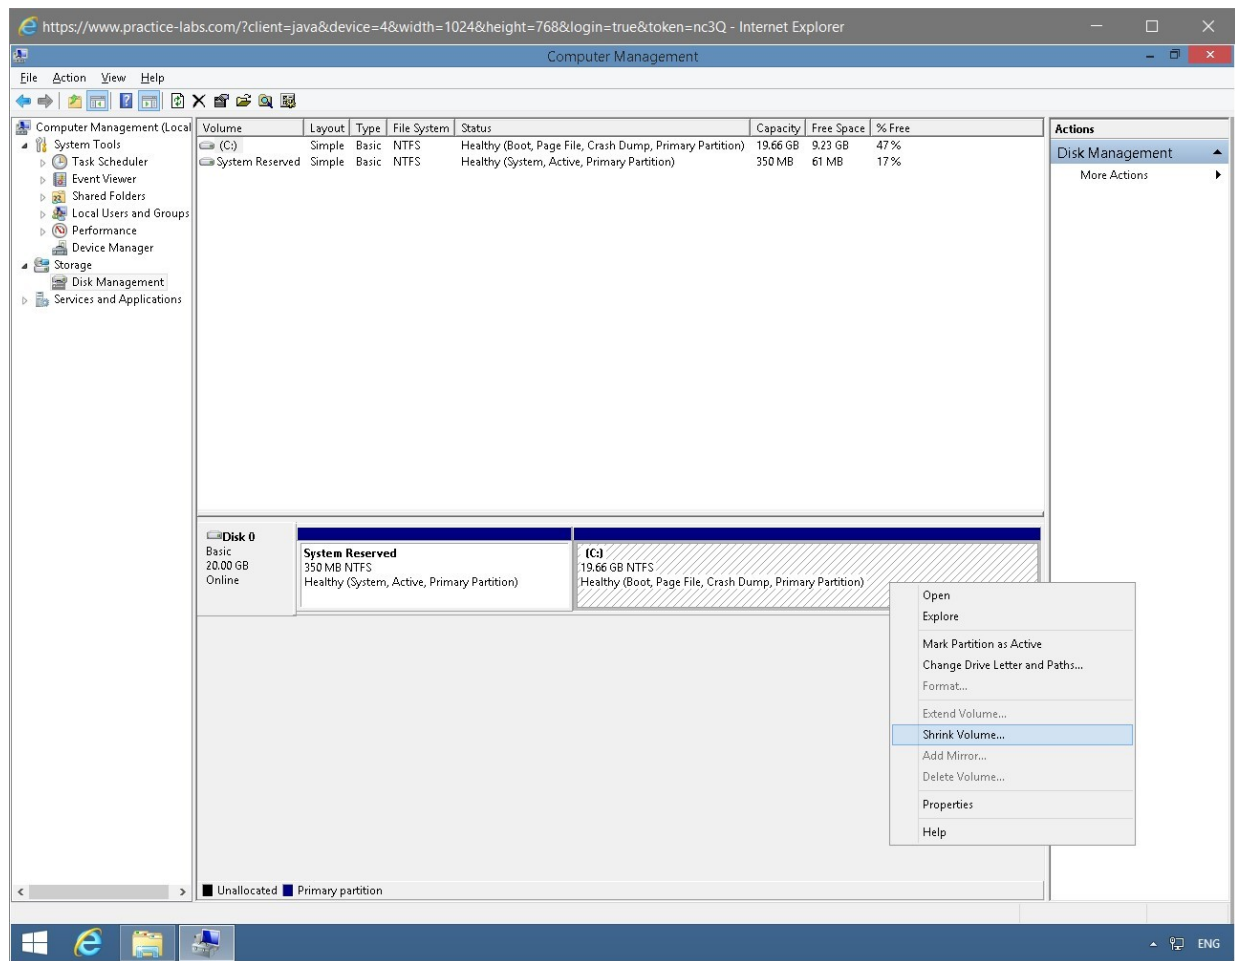 https://www.practice-labs.com/?client=java&device=4&width=1024&height=768&login=true&token=nc3Q - Internet Explorer
Computer Management
File Action View Help
Computer Management (Local
System Tools
Task Scheduler
Event Viewer
Shared Folders
Local Users and Groups
Performance
Device Manager
Storage
Disk Management
Services and Applications
Volume Layout Type File System Status Capacity Free Space % Free
(C:) Simple Basic NTFS Healthy (Boot, Page File, Crash Dump, Primary Partition) 19.66 GB 9.23 GB 47 %
System Reserved Simple Basic NTFS Healthy (System, Active, Primary Partition) 350 MB 61 MB 17 %
Actions
Disk Management
More Actions
Disk 0
Basic
20.00 GB
Online
System Reserved
350 MB NTFS
Healthy (System, Active, Primary Partition)
(C:)
19.66 GB NTFS
Healthy (Boot, Page File, Crash Dump, Primary Partition)
Open
Explore
Mark Partition as Active
Change Drive Letter and Paths...
Format...
Extend Volume...
Shrink Volume...
Add Mirror...
Delete Volume...
Properties
Help
Unallocated Primary partition
ENG